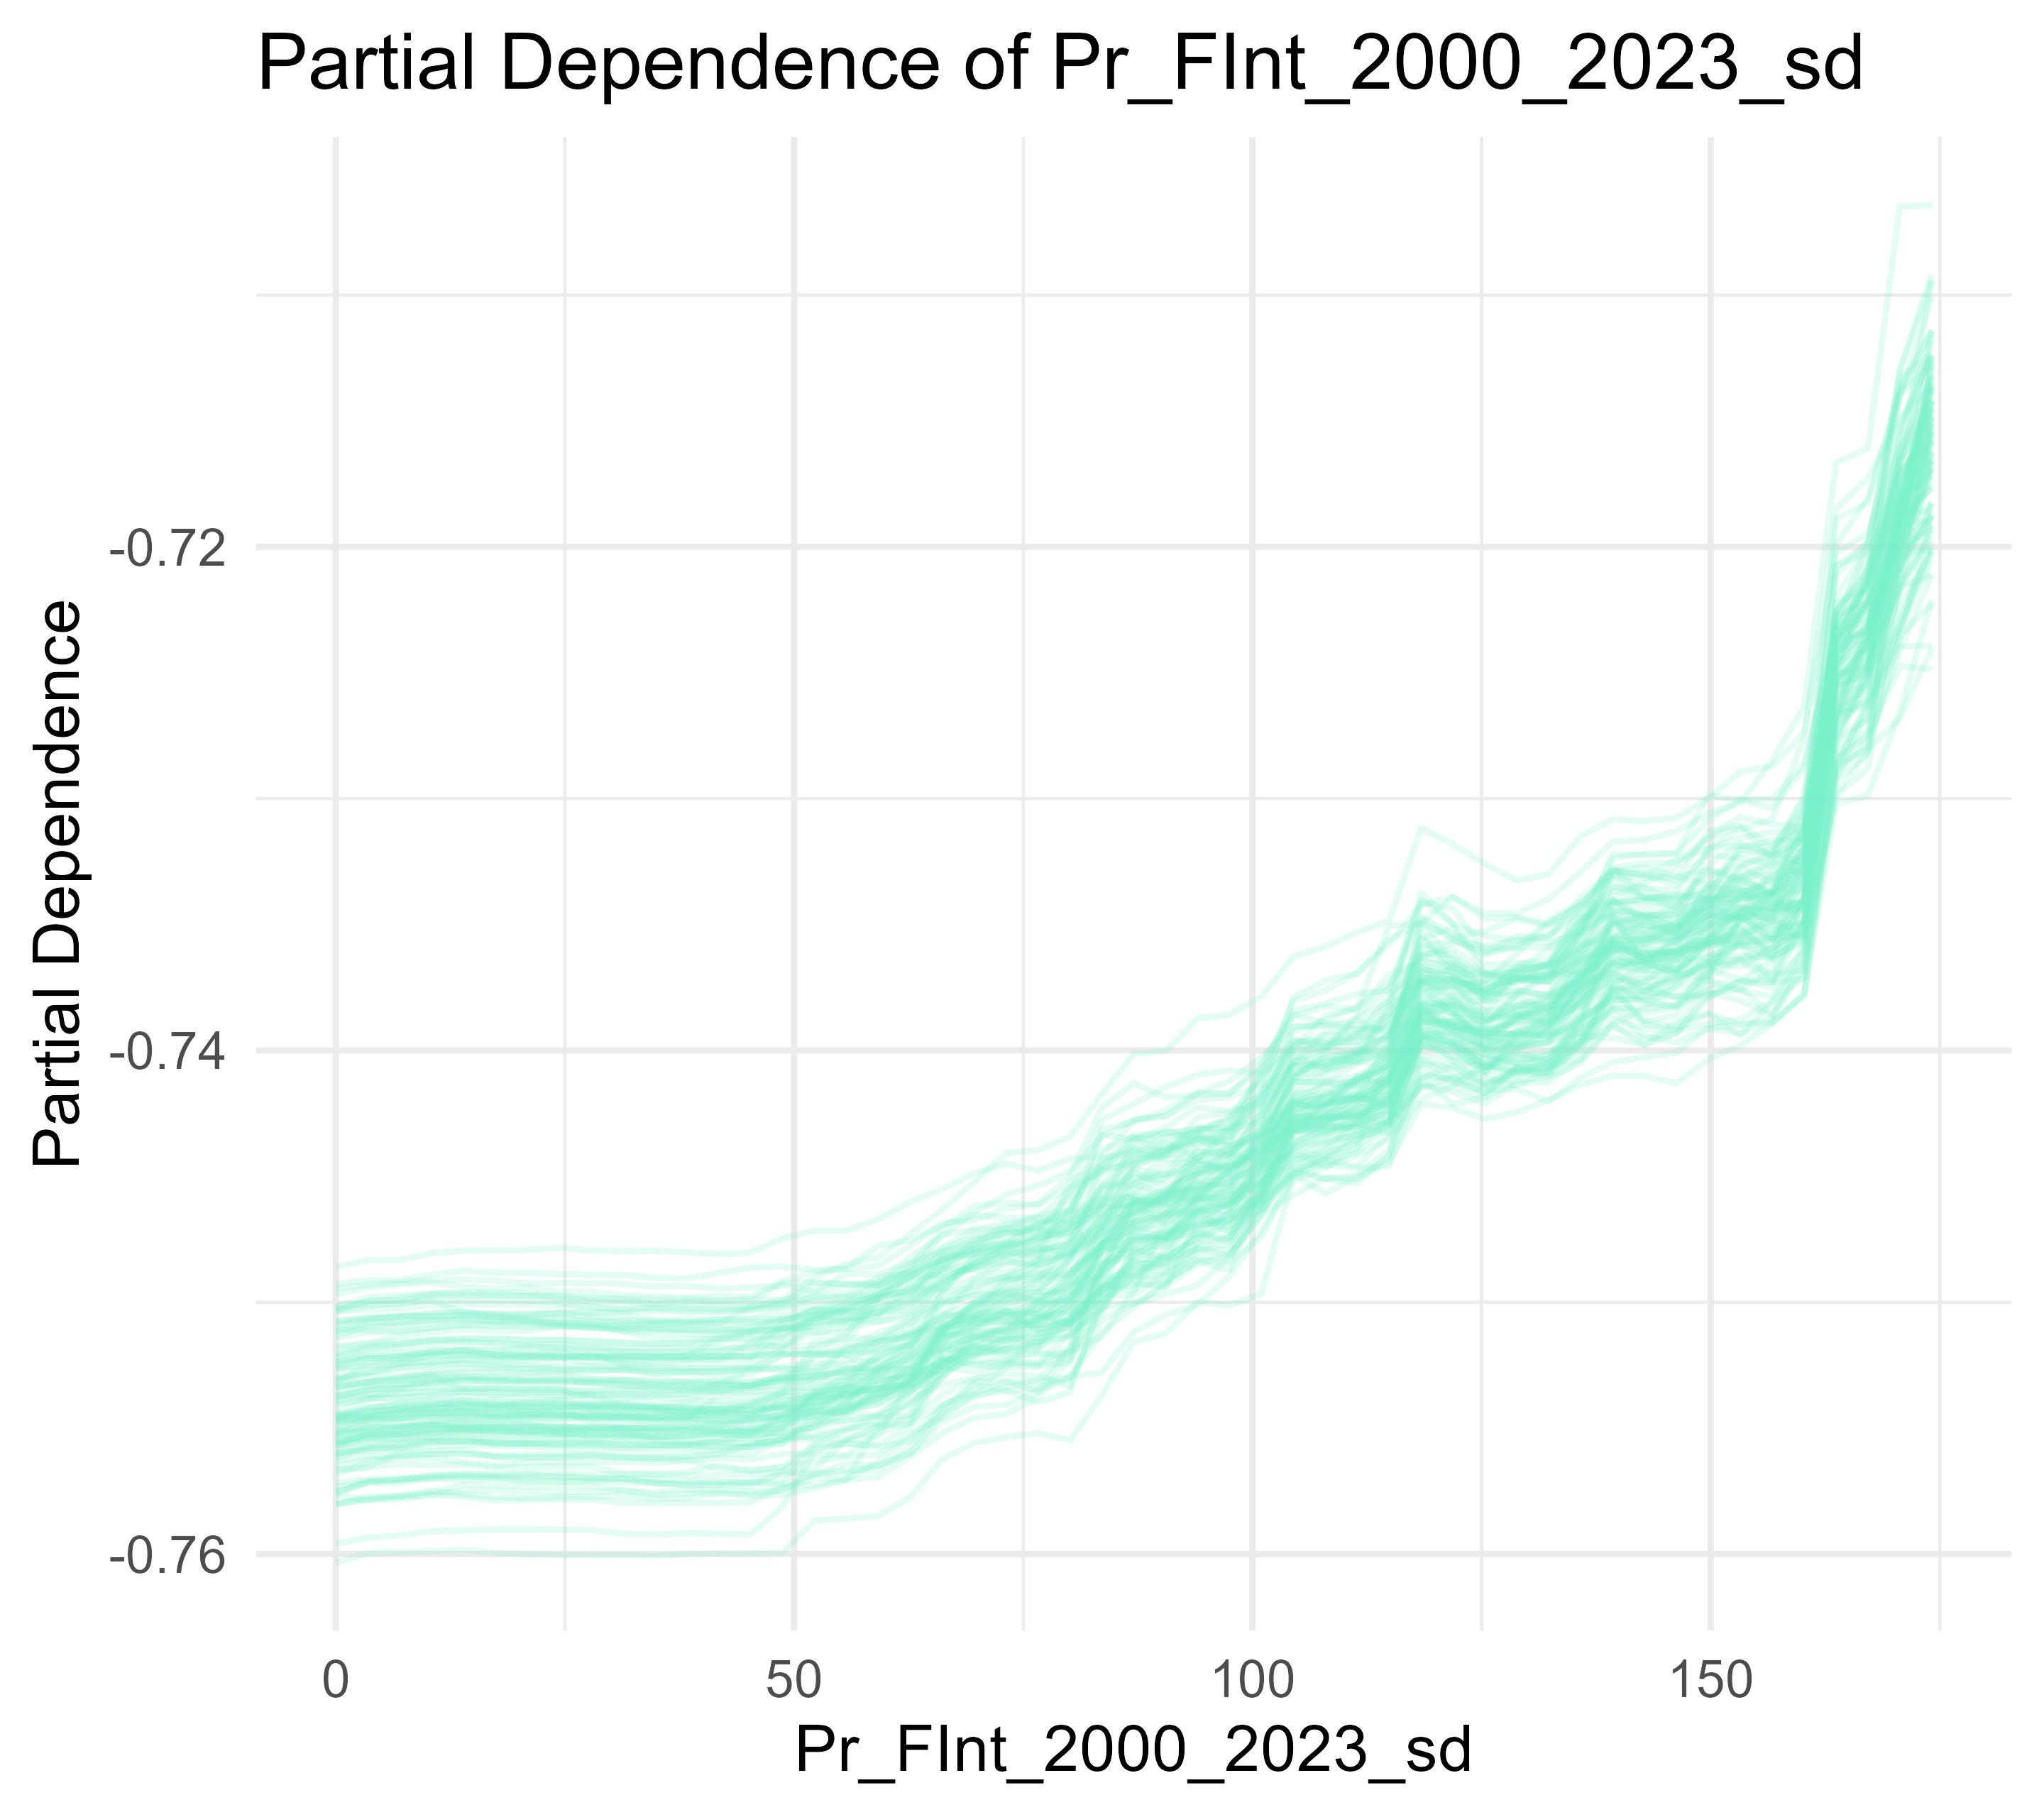 Partial Dependence of Pr_FInt_2000_2023_sd
Partial Dependence
-0.72
-0.74
-0.76
0 50 100 150
Pr_FInt_2000_2023_sd